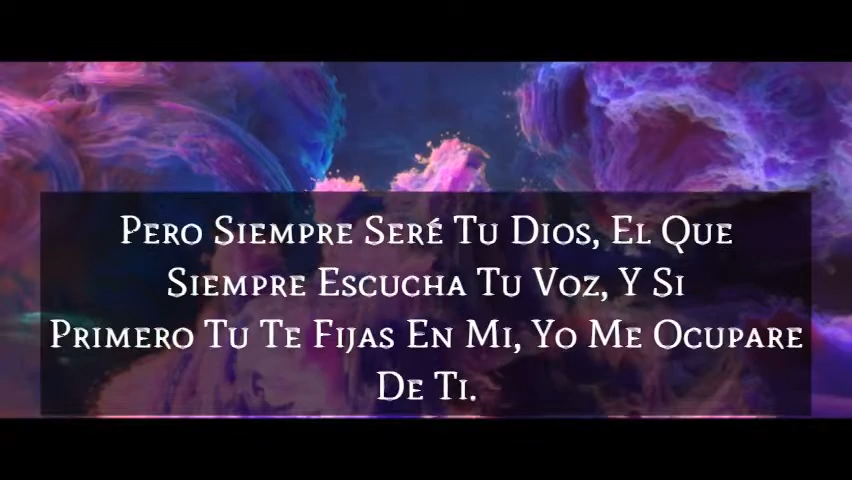 Pero Siempre Seré Tu Dios, El Que
Siempre Escucha Tu Voz, Y Si
Primero Tu Te Fijas En Mi, Yo Me Ocupare
De Ti.